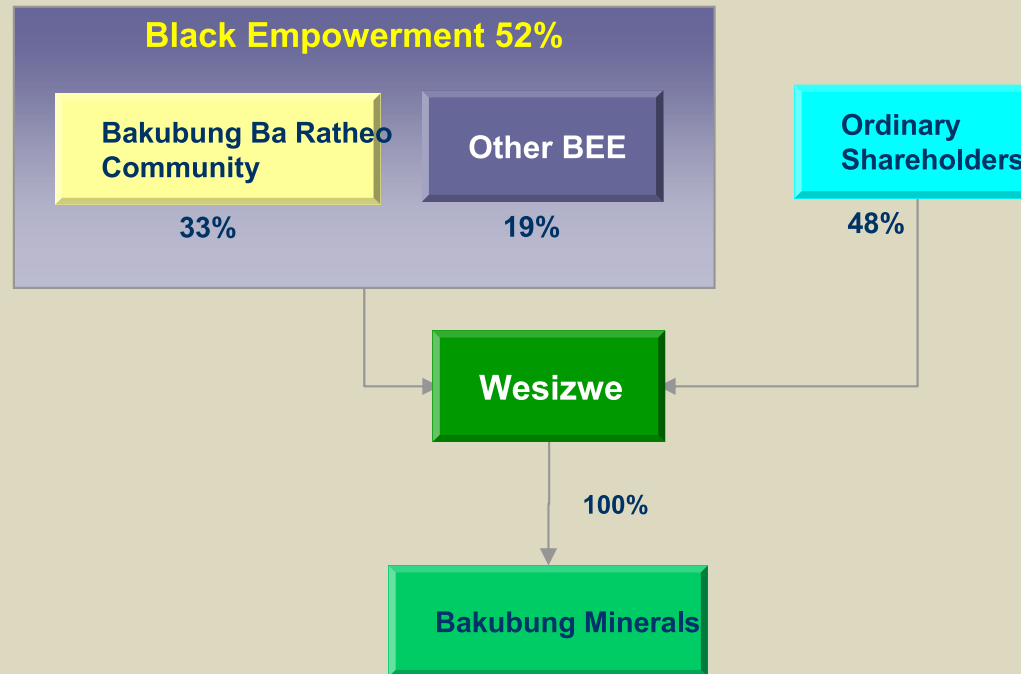 Black Empowerment 52%
Bakubung Ba Ratheo
Community
33%
Other BEE
19%
Ordinary
Shareholders
48%
Wesizwe
100%
Bakubung Minerals